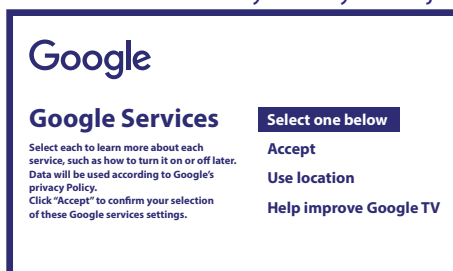 Google
Google Services
Select each to learn more about each
service, such as how to turn it on or off later.
Data will be used according to Google's
privacy Policy.
Click “Accept” to confirm your selection
of these Google services settings.
Select one below
Accept
Use location
Help improve Google TV